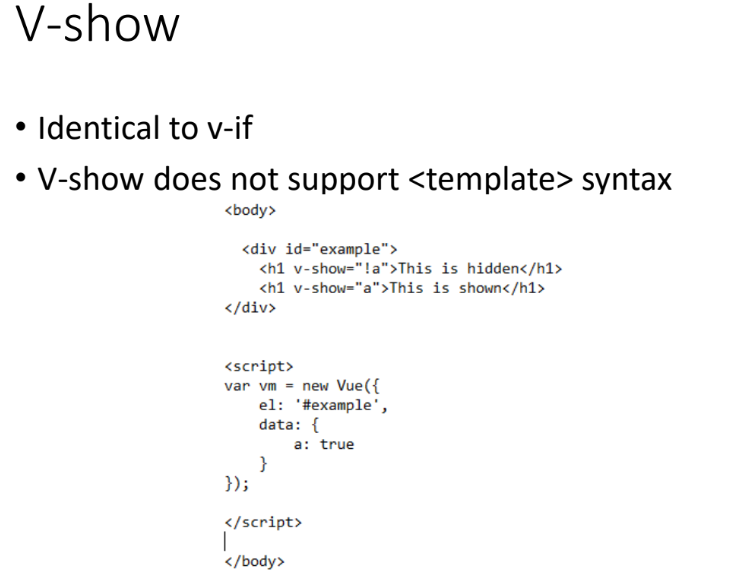 V-show
• Identical to v-if
• V-show does not support <template> syntax
<body>
<div id="example">
<h1 v-show="!a">This is hidden</h1>
<h1 v-show="a">This is shown</h1>
</div>
<script>
var vm = new Vue({
el: '#example',
data: {
a: true
}
});
</script>
</body>